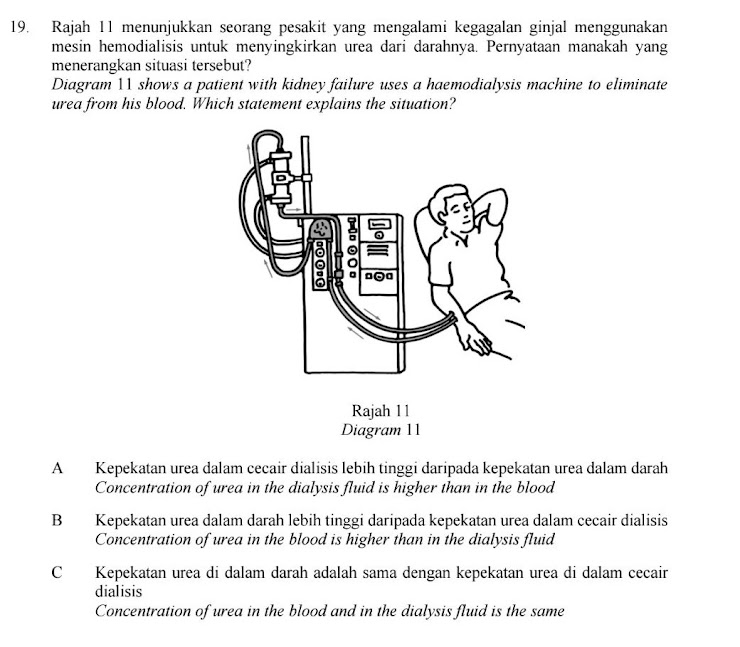 19. Rajah 11 menunjukkan seorang pesakit yang mengalami kegagalan ginjal menggunakan
mesin hemodialisis untuk menyingkirkan urea dari darahnya. Pernyataan manakah yang
menerangkan situasi tersebut?
Diagram 11 shows a patient with kidney failure uses a haemodialysis machine to eliminate
urea from his blood. Which statement explains the situation?
Rajah 11
Diagram 11
A Kepekatan urea dalam cecair dialisis lebih tinggi daripada kepekatan urea dalam darah
Concentration of urea in the dialysis fluid is higher than in the blood
B Kepekatan urea dalam darah lebih tinggi daripada kepekatan urea dalam cecair dialisis
Concentration of urea in the blood is higher than in the dialysis fluid
C Kepekatan urea di dalam darah adalah sama dengan kepekatan urea di dalam cecair
dialisis
Concentration of urea in the blood and in the dialysis fluid is the same